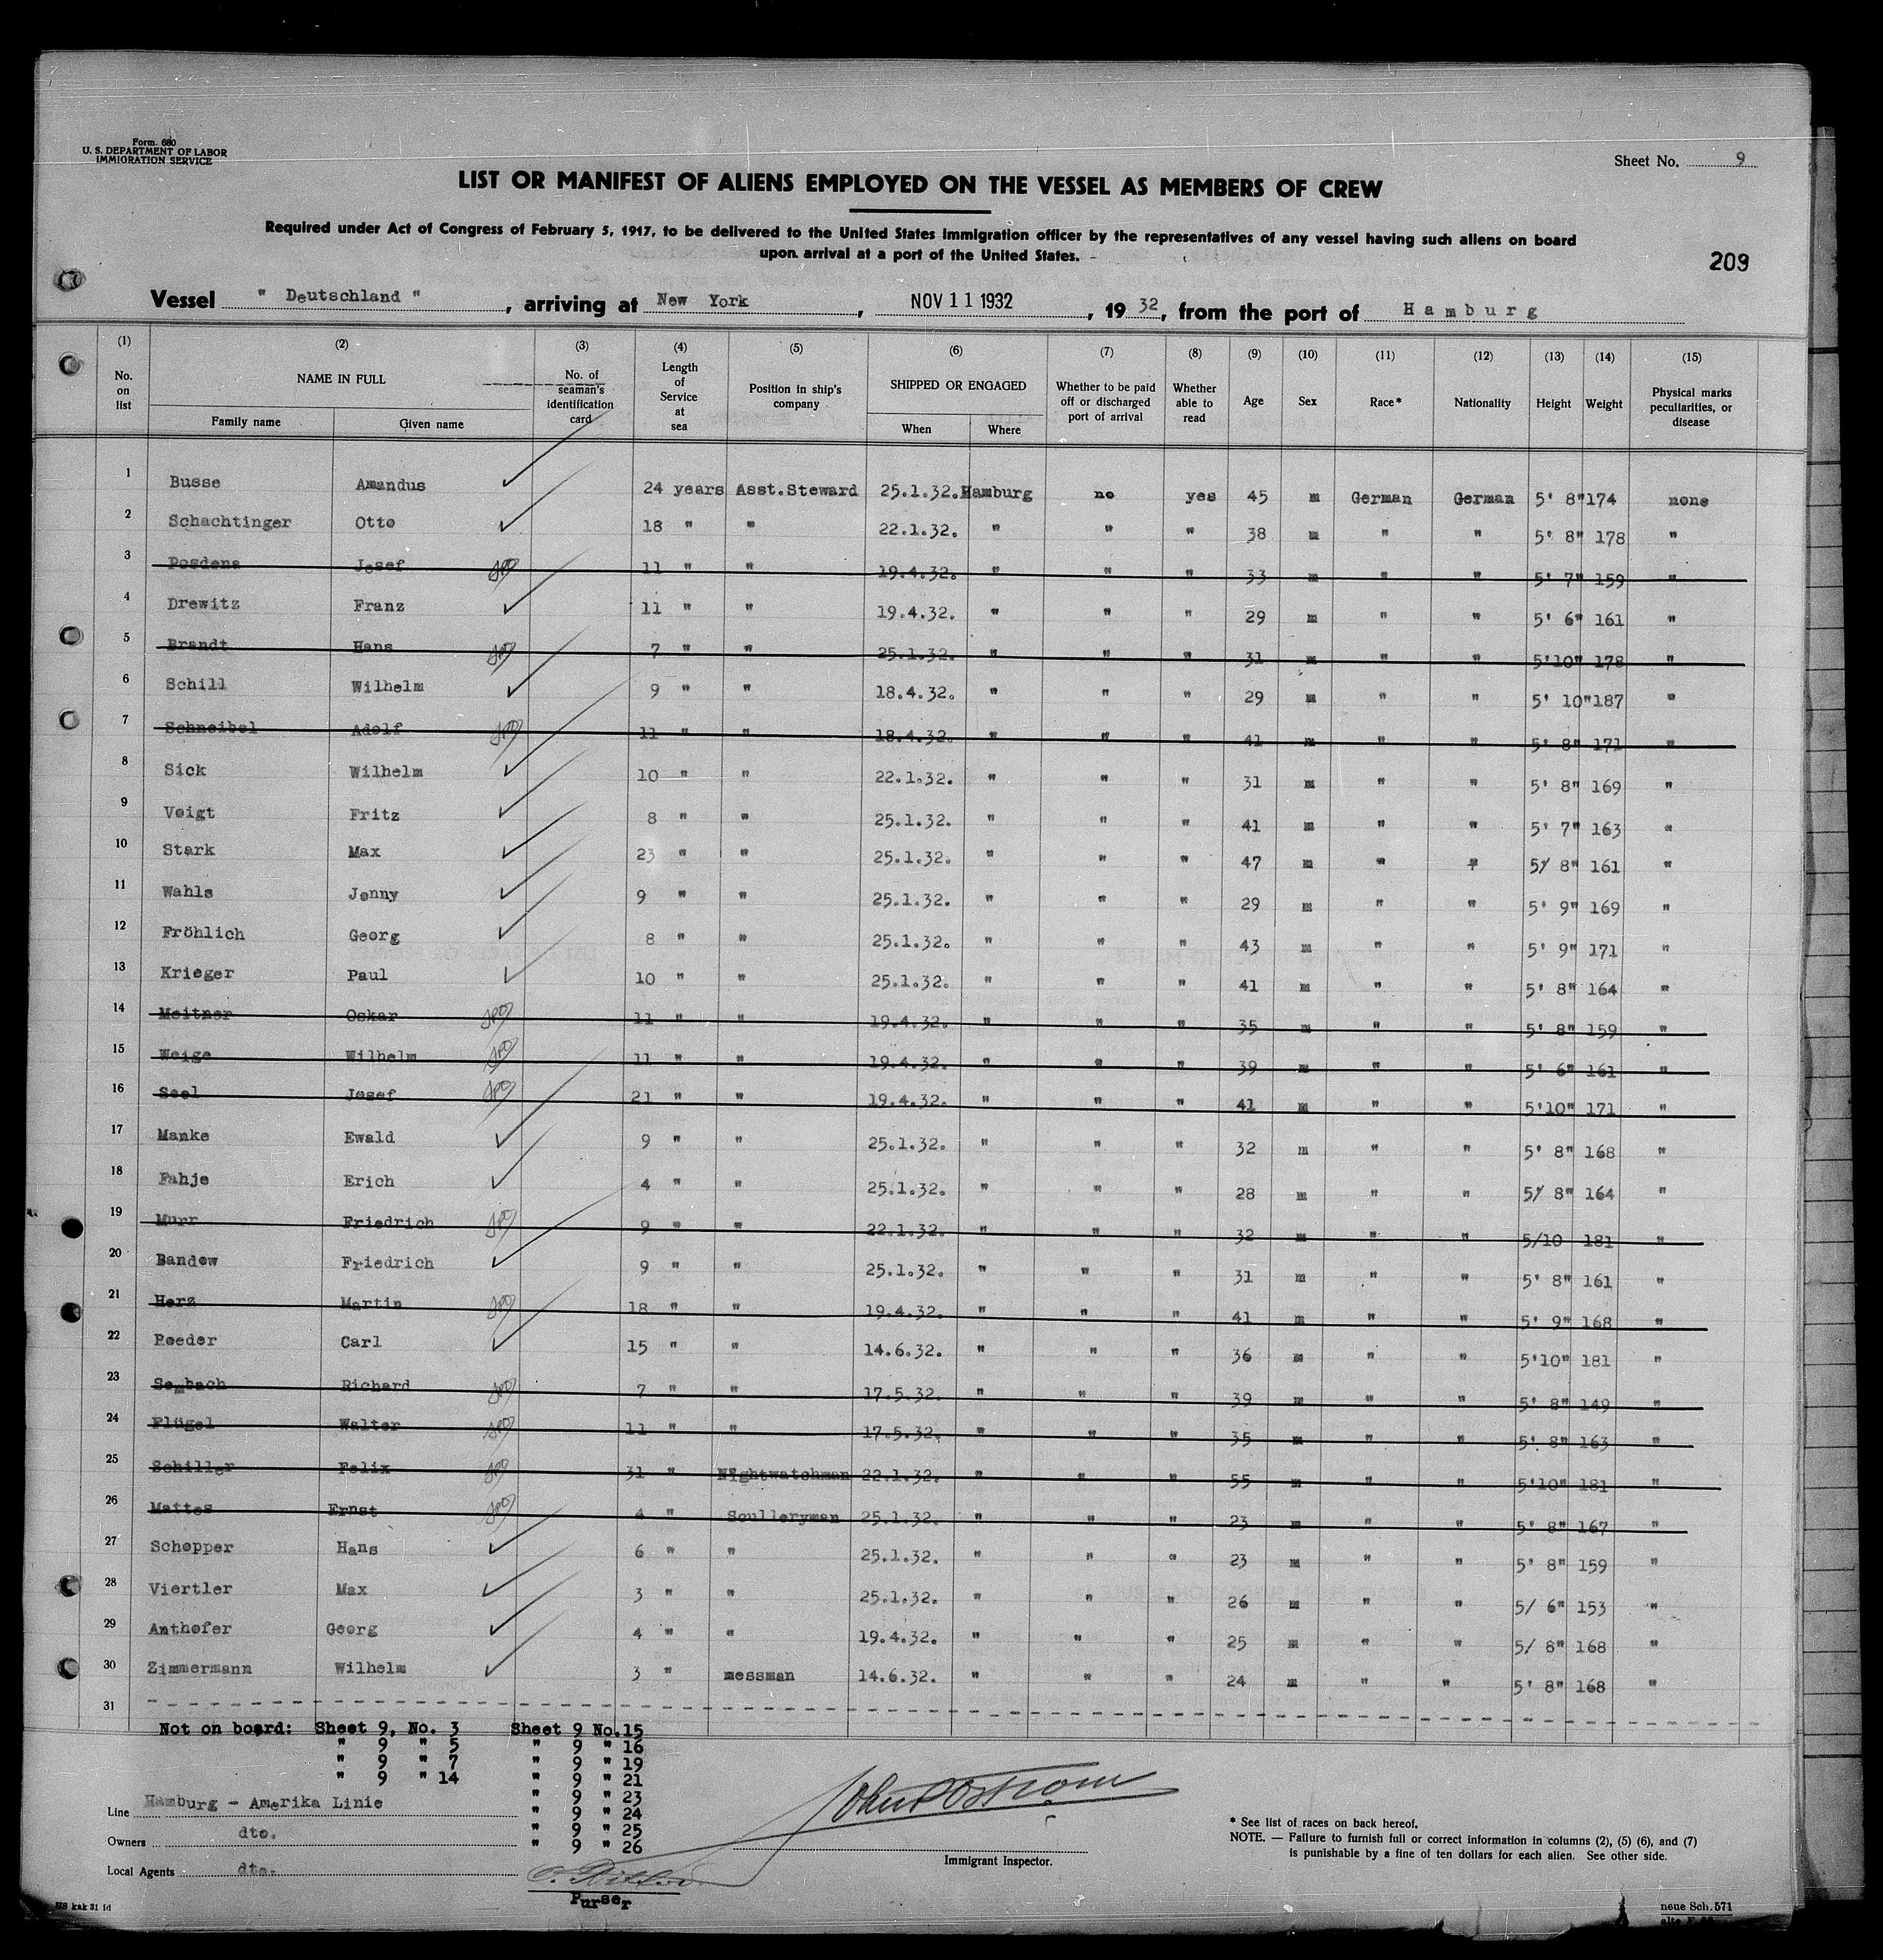 Form. 680
U. S. DEPARTMENT OF LABOR
IMMIGRATION SERVICE
Sheet No. 9
LIST OR MANIFEST OF ALIENS EMPLOYED ON THE VESSEL AS MEMBERS OF CREW
Required under Act of Congress of February 5, 1917, to be delivered to the United States Immigration officer by the representatives of any vessel having such aliens on board
upon arrival at a port of the United States.
209
Vessel " Deutschland " , arriving at New York , NOV 11 1932 , 19 32, from the port of Hamburg
(1) (2) (3) (4) (5) (6) (7) (8) (9) (10) (11) (12) (13) (14) (15)
No. on list NAME IN FULL Family name Given name No. of seaman's identification card Length of Service at sea Position in ship's company SHIPPED OR ENGAGED When Where Whether to be paid off or discharged port of arrival Whether able to read Age Sex Race* Nationality Height Weight Physical marks peculiarities, or disease
1 Busse Amandus 24 years Asst.Steward 25.1.32. Hamburg no yes 45 m German German 5' 8" 174 none
2 Schachtinger Otto 18 " " 22.1.32. " " " 38 m " " 5' 8" 178 "
3 Posdena Josef 11 " " 19.4.32. " " " 33 m " " 5' 7" 159 "
4 Drewitz Franz 11 " " 19.4.32. " " " 29 m " " 5' 6" 161 "
5 Brandt Hans 7 " " 25.1.32. " " " 31 m " " 5'10" 178 "
6 Schill Wilhelm 9 " " 18.4.32. " " " 29 m " " 5' 10" 187 "
7 Schneibel Adolf 11 " " 18.4.32. " " " 41 m " " 5' 8" 171 "
8 Sick Wilhelm 10 " " 22.1.32. " " " 31 m " " 5' 8" 169 "
9 Voigt Fritz 8 " " 25.1.32. " " " 41 m " " 5' 7" 163 "
10 Stark Max 23 " " 25.1.32. " " " 47 m " " 5/ 8" 161 "
11 Wahls Jonny 9 " " 25.1.32. " " " 29 m " " 5' 9" 169 "
12 Fröhlich Georg 8 " " 25.1.32. " " " 43 m " " 5' 9" 171 "
13 Krieger Paul 10 " " 25.1.32. " " " 41 m " " 5' 8" 164 "
14 Meitner Oskar 11 " " 19.4.32. " " " 35 m " " 5' 8" 159 "
15 Weige Wilhelm 11 " " 19.4.32. " " " 39 m " " 5' 6" 161 "
16 Seel Josef 21 " " 19.4.32. " " " 41 m " " 5'10" 171 "
17 Manke Ewald 9 " " 25.1.32. " " " 32 m " " 5' 8" 168 "
18 Fahje Erich 4 " " 25.1.32. " " " 28 m " " 5/ 8" 164 "
19 Murr Friedrich 9 " " 22.1.32. " " " 32 m " " 5/10 181 "
20 Bandow Friedrich 9 " " 25.1.32. " " " 31 m " " 5' 8" 161 "
21 Herz Martin 18 " " 19.4.32. " " " 41 m " " 5' 9" 168 "
22 Roeder Carl 15 " " 14.6.32. " " " 36 m " " 5'10" 181 "
23 Sembach Richard 7 " " 17.5.32. " " " 39 m " " 5' 8" 149 "
24 Flügel Walter 11 " " 17.5.32. " " " 35 m " " 5' 8" 163 "
25 Schiller Felix 31 " Nightwatchman 22.1.32. " " " 55 m " " 5'10" 181 "
26 Mattes Ernst 4 " Sculleryman 25.1.32. " " " 23 m " " 5' 8" 167 "
27 Schopper Hans 6 " " 25.1.32. " " " 23 m " " 5' 8" 159 "
28 Viertler Max 3 " " 25.1.32. " " " 26 m " " 5/ 6" 153 "
29 Anthofer Georg 4 " " 19.4.32. " " " 25 m " " 5/ 8" 168 "
30 Zimmermann Wilhelm 3 " messman 14.6.32. " " " 24 m " " 5' 8" 168 "
31
Not on board: Sheet 9, No. 3 Sheet 9 No.15
" 9 " 5 " 9 " 16
" 9 " 7 " 9 " 19
" 9 " 14 " 9 " 21
" 9 " 23
Line Hamburg - Amerika Linie " 9 " 24
Owners dto. " 9 " 25
" 9 " 26
Local Agents dto.
Purser
Immigrant Inspector.
* See list of races on back hereof.
NOTE. — Failure to furnish full or correct information in columns (2), (5) (6), and (7)
is punishable by a fine of ten dollars for each alien. See other side.
HS kak 31 1d
neue Sch. 571